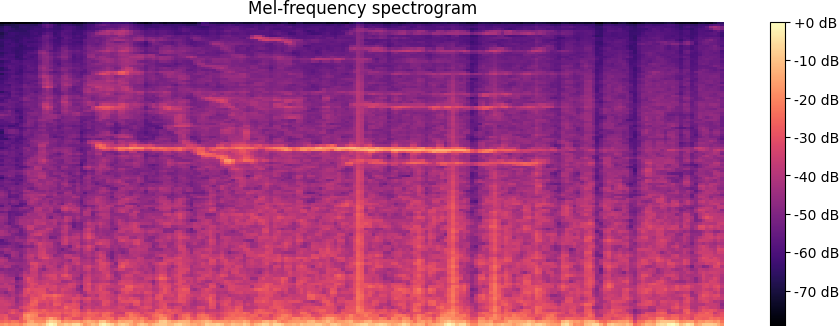 Mel-frequency spectrogram
+0 dB
-10 dB
-20 dB
-30 dB
-40 dB
-50 dB
-60 dB
-70 dB